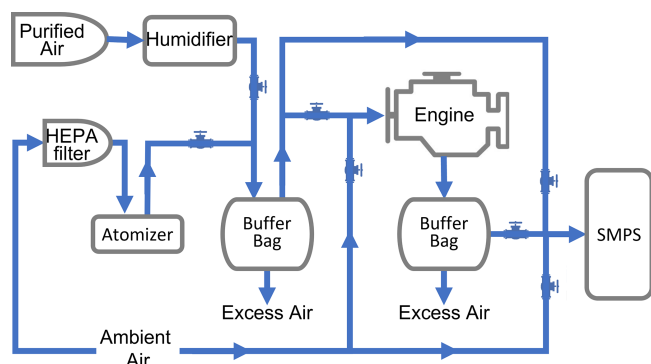 Purified
Air
Humidifier
HEPA
filter
Engine
Atomizer
Buffer
Bag
Buffer
Bag
SMPS
Excess Air
Excess Air
Ambient
Air